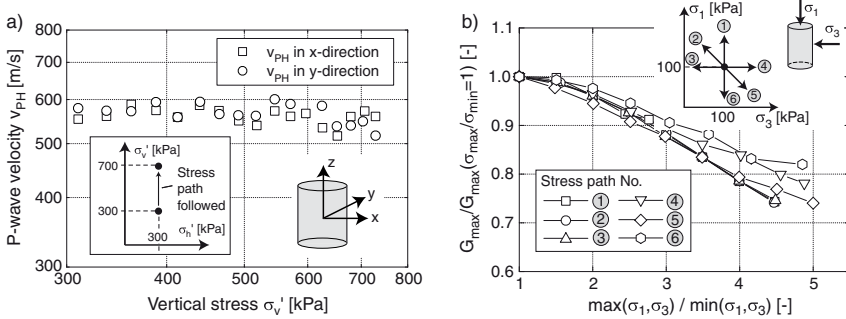 a)
P-wave velocity v_PH [m/s]
800
700
600
500
400
300
□ v_PH in x-direction
○ v_PH in y-direction
σ_v' [kPa]
700
300
Stress
path
followed
300
σ_h' [kPa]
z
y
x
300 400 500 600 700 800
Vertical stress σ_v' [kPa]
b)
G_max/G_max(σ_max/σ_min=1) [-]
1.1
1.0
0.9
0.8
0.7
0.6
σ_1 [kPa]
100
100
σ_3 [kPa]
1
2
3
4
5
6
σ_1
σ_3
Stress path No.
1 4
2 5
3 6
1 2 3 4 5
max(σ_1,σ_3) / min(σ_1,σ_3) [-]